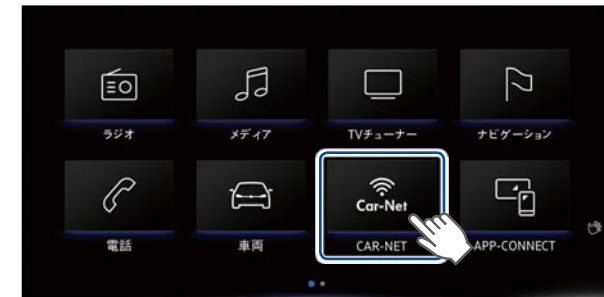 ラジオ
メディア
TVチューナー
ナビゲーション
Car-Net
電話
車両
CAR-NET
APP-CONNECT